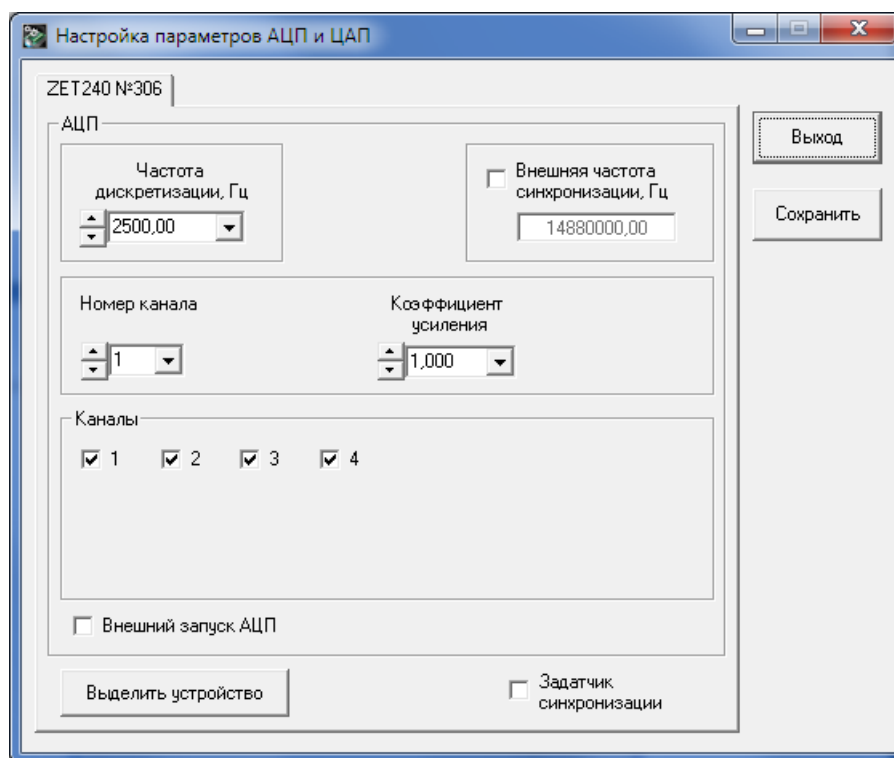 Настройка параметров АЦП и ЦАП
ZET240 №306
АЦП
Частота
дискретизации, Гц
2500,00
Внешняя частота
синхронизации, Гц
14880000,00
Выход
Сохранить
Номер канала
1
Коэффициент
усиления
1,000
Каналы
1 2 3 4
Внешний запуск АЦП
Выделить устройство
Задатчик
синхронизации